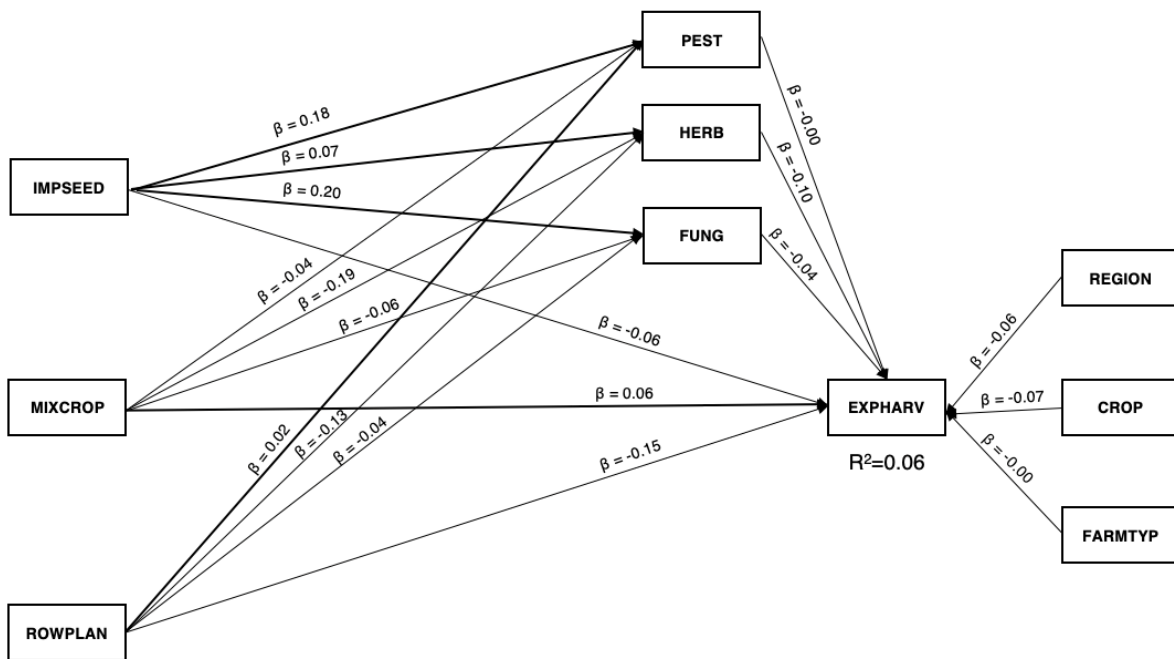 PEST
β = -0.00
β = 0.18
HERB
β = 0.07
β = -0.10
IMPSEED
β = 0.20
FUNG
β = -0.04
β = -0.04
β = -0.19
REGION
β = -0.06
β = -0.06
β = -0.06
MIXCROP
β = 0.06
EXPHARV
β = -0.07
CROP
β = 0.02
β = -0.13
β = -0.04
β = -0.15
R²=0.06
β = -0.00
FARMTYP
ROWPLAN